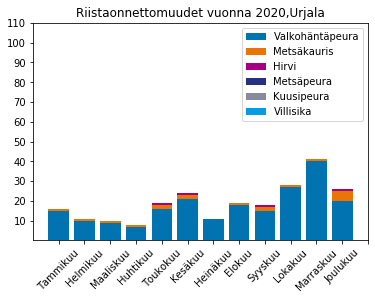 Riistaonnettomuudet vuonna 2020,Urjala
Valkohäntäpeura
Metsäkauris
Hirvi
Metsäpeura
Kuusipeura
Villisika
110
100
90
80
70
60
50
40
30
20
10
Tammikuu
Helmikuu
Maaliskuu
Huhtikuu
Toukokuu
Kesäkuu
Heinäkuu
Elokuu
Syyskuu
Lokakuu
Marraskuu
Joulukuu